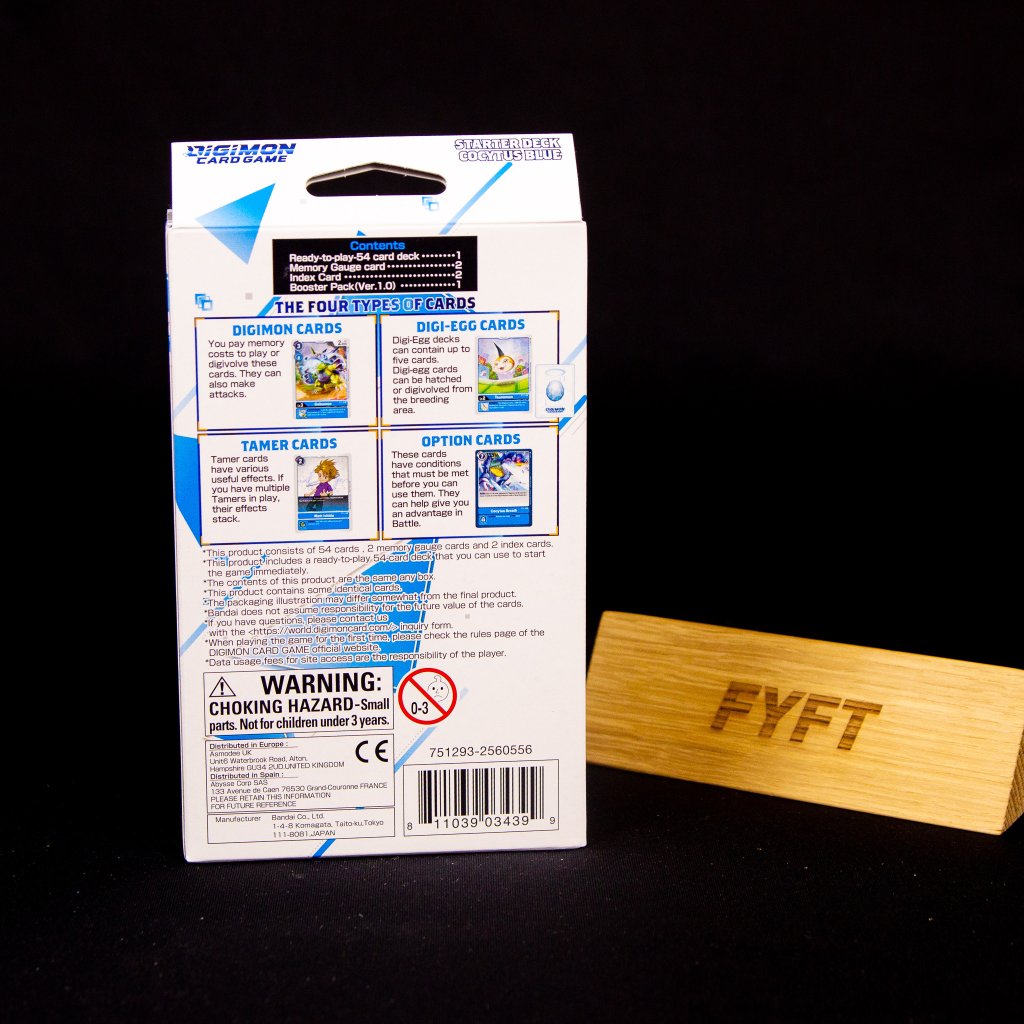 DIGIMON
CARD GAME
STARTER DECK
COCYTUS BLUE
Contents
Ready-to-play-54 card deck ········ 1
Memory Gauge card ················ 2
Index Card ························ 2
Booster Pack(Ver.1.0) ············· 1
THE FOUR TYPES OF CARDS
DIGIMON CARDS
You pay memory
costs to play or
digivolve these
cards. They can
also make
attacks.
DIGI-EGG CARDS
Digi-Egg decks
can contain up to
five cards.
Digi-egg cards
can be hatched
or digivolved from
the breeding
area.
TAMER CARDS
Tamer cards
have various
useful effects. If
you have multiple
Tamers in play,
their effects
stack.
OPTION CARDS
These cards
have conditions
that must be met
before you can
use them. They
can help give you
an advantage in
Battle.
Cocytus Breath
*This product consists of 54 cards , 2 memory gauge cards and 2 index cards.
*This product includes a ready-to-play 54-card deck that you can use to start
the game immediately.
*The contents of this product are the same any box.
*This product contains some identical cards.
*The packaging illustration may differ somewhat from the final product.
*Bandai does not assume responsibility for the future value of the cards.
*If you have questions, please contact us
with the <https://world.digimoncard.com/> inquiry form.
*When playing the game for the first time, please check the rules page of the
DIGIMON CARD GAME official website.
*Data usage fees for site access are the responsibility of the player.
WARNING:
CHOKING HAZARD-Small
parts. Not for children under 3 years.
0-3
Distributed in Europe :
Asmodee UK
Unit6 Waterbrook Road, Alton,
Hampshire GU34 2UD,UNITED KINGDOM
Distributed in Spain :
Abysse Corp SAS
133 Avenue de Caen 76530 Grand-Couronne FRANCE
PLEASE RETAIN THIS INFORMATION
FOR FUTURE REFERENCE
CE
Manufacturer Bandai Co., Ltd.
1-4-8 Komagata, Taito-ku,Tokyo
111-8081,JAPAN
751293-2560556
8 11039 03439 9
FYFT